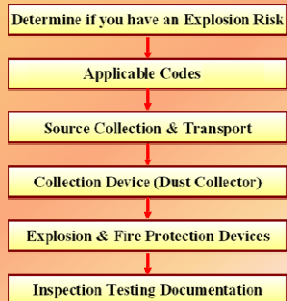 Determine if you have an Explosion Risk
Applicable Codes
Source Collection & Transport
Collection Device (Dust Collector)
Explosion & Fire Protection Devices
Inspection Testing Documentation